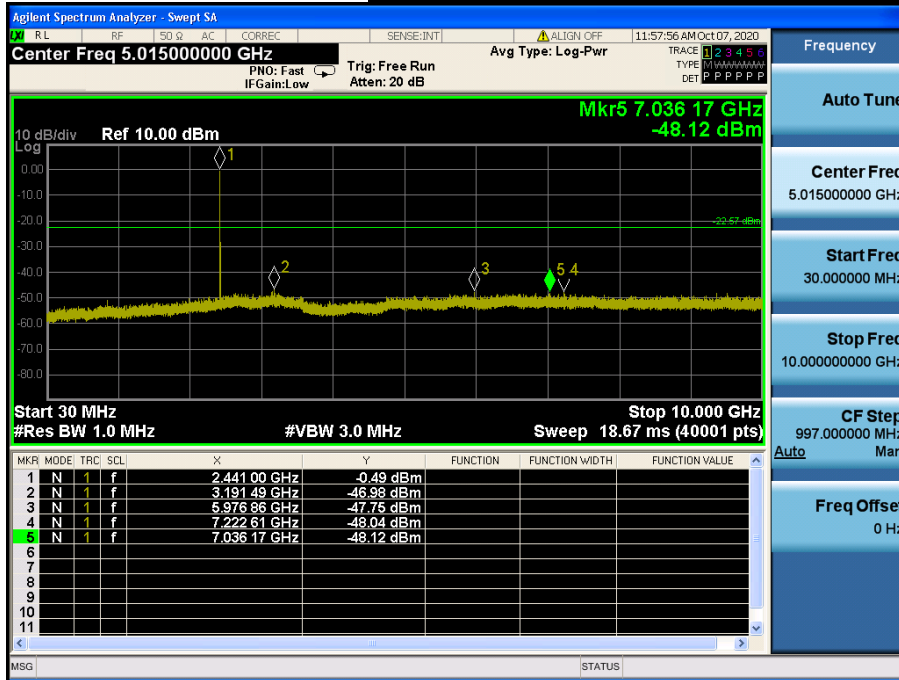 Agilent Spectrum Analyzer - Swept SA
LXI RL RF 50 Ω AC CORREC SENSE:INT ALIGN OFF 11:57:56 AM Oct 07, 2020
Center Freq 5.015000000 GHz
PNO: Fast
IFGain:Low
Trig: Free Run
Atten: 20 dB
Avg Type: Log-Pwr
TRACE 1 2 3 4 5 6
TYPE M WWWWW
DET P P P P P P
Mkr5 7.036 17 GHz
-48.12 dBm
10 dB/div Ref 10.00 dBm
Log
1
0.00
-10.0
-20.0
-22.57 dBm
-30.0
-40.0
2
3
5 4
-50.0
-60.0
-70.0
-80.0
Start 30 MHz Stop 10.000 GHz
#Res BW 1.0 MHz #VBW 3.0 MHz Sweep 18.67 ms (40001 pts)
MKR MODE TRC SCL X Y FUNCTION FUNCTION WIDTH FUNCTION VALUE
1 N 1 f 2.441 00 GHz -0.49 dBm
2 N 1 f 3.191 49 GHz -46.98 dBm
3 N 1 f 5.976 86 GHz -47.75 dBm
4 N 1 f 7.222 61 GHz -48.04 dBm
5 N 1 f 7.036 17 GHz -48.12 dBm
6
7
8
9
10
11
MSG STATUS
Frequency
Auto Tune
Center Freq
5.015000000 GHz
Start Freq
30.000000 MHz
Stop Freq
10.000000000 GHz
CF Step
997.000000 MHz
Auto Man
Freq Offset
0 Hz